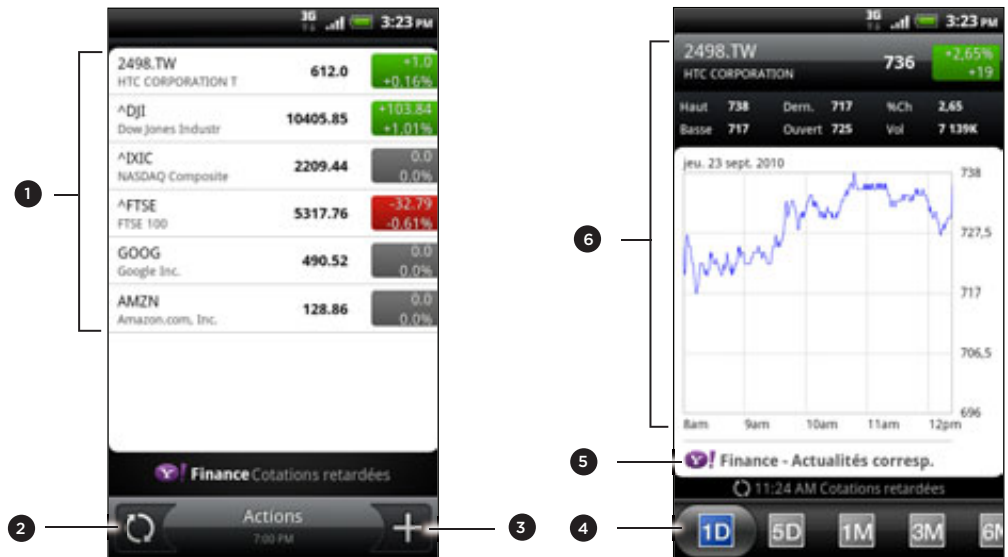 3G 3:23 PM
2498.TW 612.0 +1.0
HTC CORPORATION T +0.16%
^DJI 10405.85 +103.84
Dow Jones Industr +1.01%
^IXIC 2209.44 0.0
NASDAQ Composite 0.0%
^FTSE 5317.76 -32.79
FTSE 100 -0.61%
GOOG 490.52 0.0
Google Inc. 0.0%
AMZN 128.86 0.0
Amazon.com, Inc. 0.0%
Y! Finance Cotations retardées
Actions
7:00 PM
1
2
3
3G 3:23 PM
2498.TW 736 +2,65%
HTC CORPORATION +19
Haut 738 Dern. 717 %Ch 2,65
Basse 717 Ouvert 725 Vol 7 139K
jeu. 23 sept. 2010
738
727,5
717
706,5
696
8am 9am 10am 11am 12pm
Y! Finance - Actualités corresp.
11:24 AM Cotations retardées
1D 5D 1M 3M 6M
6
5
4